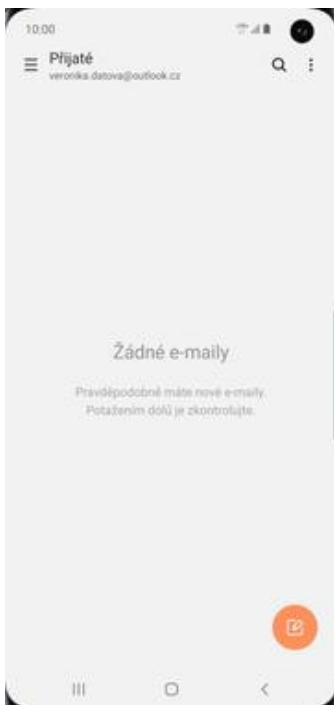 10:00
Přijaté
veronika.datova@outlook.cz
Žádné e-maily
Pravděpodobně máte nové e-maily.
Potažením dolů je zkontrolujte.